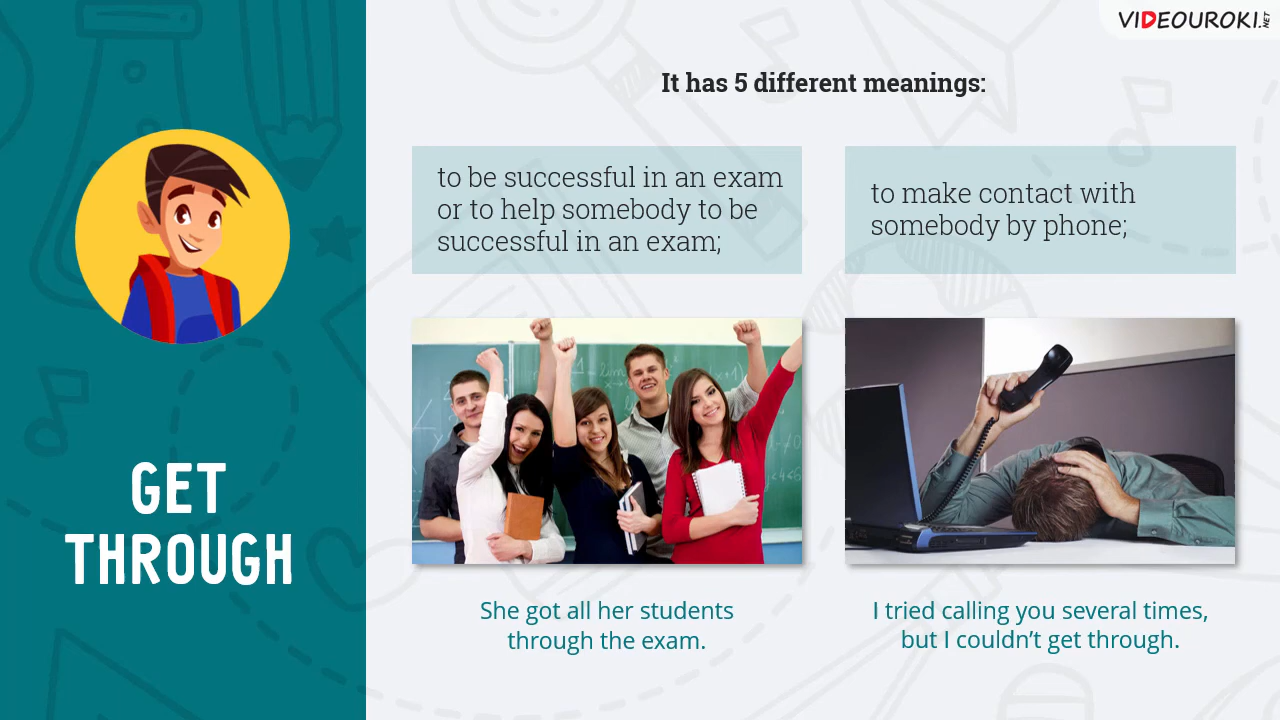 VIDEOUROKI.NET
It has 5 different meanings:
to be successful in an exam
or to help somebody to be
successful in an exam;
to make contact with
somebody by phone;
GET
THROUGH
She got all her students
through the exam.
I tried calling you several times,
but I couldn’t get through.